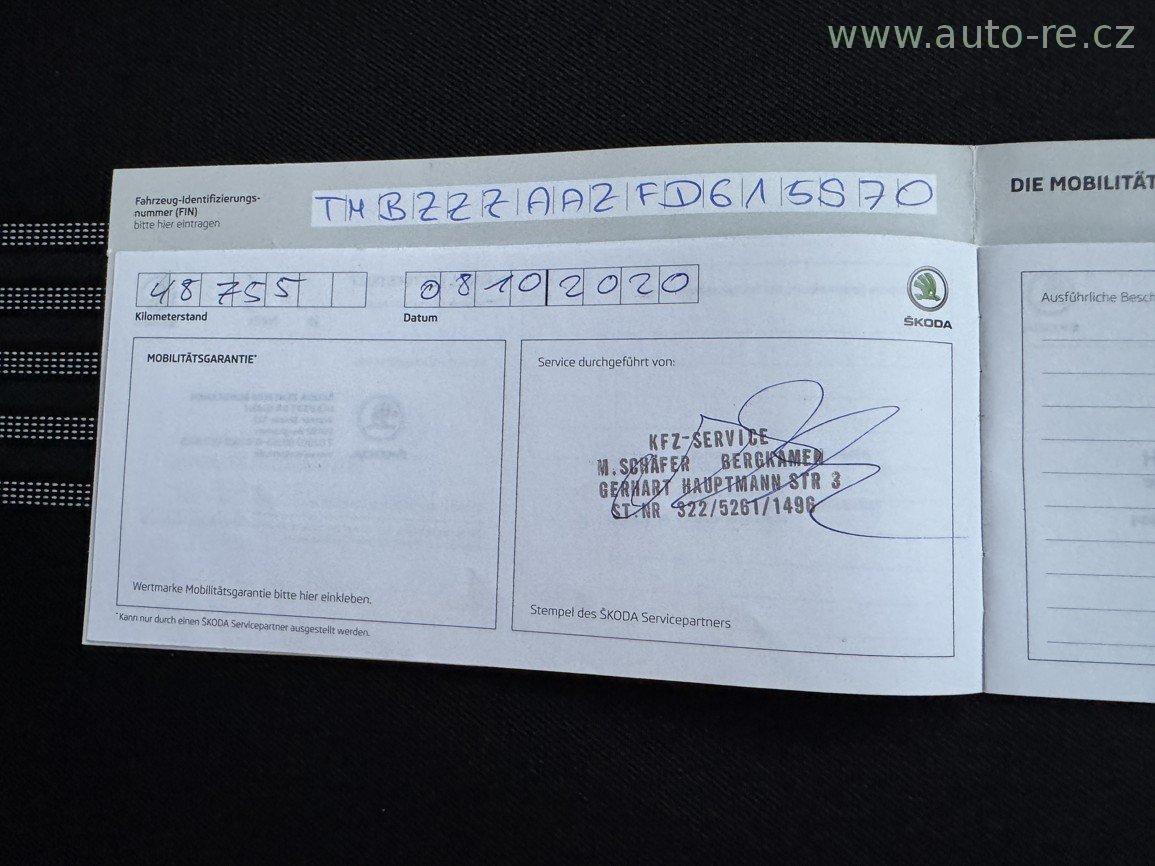 www.auto-re.cz
Fahrzeug-Identifizierungs-
nummer (FIN)
bitte hier eintragen
TMBZZZAAZFD615970
DIE MOBILITÄT
48755
08102020
Kilometerstand
Datum
ŠKODA
Ausführliche Besch
MOBILITÄTSGARANTIE*
Service durchgeführt von:
KFZ-SERVICE
M.SCHÄFER BERGKAMEN
GERHART HAUPTMANN STR 3
ST.NR 322/5261/1496
Wertmarke Mobilitätsgarantie bitte hier einkleben.
Stempel des ŠKODA Servicepartners
*Kann nur durch einen ŠKODA Servicepartner ausgestellt werden.